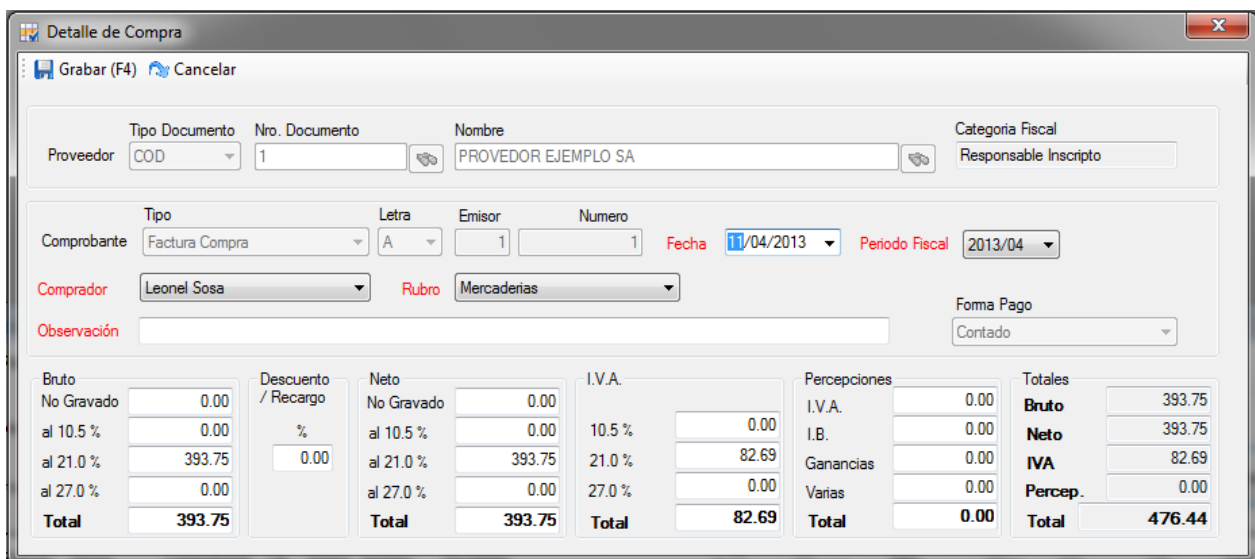 Detalle de Compra
Grabar (F4) Cancelar
Tipo Documento Nro. Documento Nombre Categoria Fiscal
Proveedor COD 1 PROVEDOR EJEMPLO SA Responsable Inscripto
Tipo Letra Emisor Numero
Comprobante Factura Compra A 1 1 Fecha 11/04/2013 Periodo Fiscal 2013/04
Comprador Leonel Sosa Rubro Mercaderias
Forma Pago
Observación Contado
Bruto Descuento / Recargo Neto I.V.A. Percepciones Totales
No Gravado 0.00 No Gravado 0.00 I.V.A. 0.00 Bruto 393.75
al 10.5 % 0.00 % al 10.5 % 0.00 10.5 % 0.00 I.B. 0.00 Neto 393.75
al 21.0 % 393.75 0.00 al 21.0 % 393.75 21.0 % 82.69 Ganancias 0.00 IVA 82.69
al 27.0 % 0.00 al 27.0 % 0.00 27.0 % 0.00 Varias 0.00 Percep. 0.00
Total 393.75 Total 393.75 Total 82.69 Total 0.00 Total 476.44